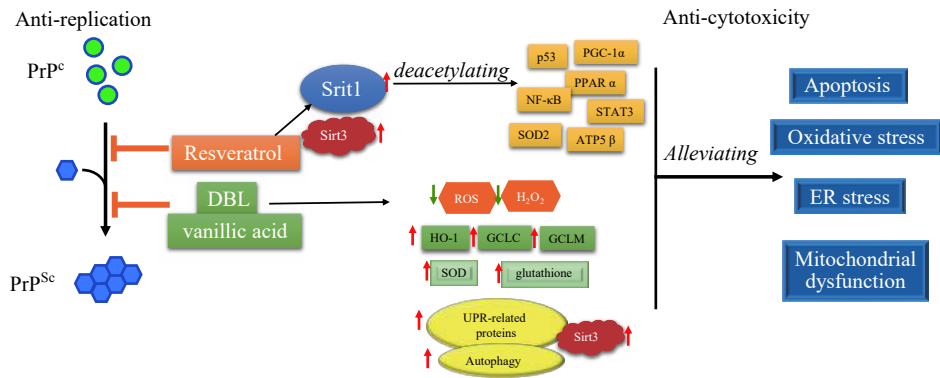 Anti-replication
PrPᶜ
Resveratrol
DBL
vanillic acid
PrPˢᶜ
Srit1
Sirt3
deacetylating
p53
PGC-1α
PPAR α
NF-κB
STAT3
SOD2
ATP5 β
ROS
H₂O₂
HO-1
GCLC
GCLM
SOD
glutathione
UPR-related
proteins
Sirt3
Autophagy
Anti-cytotoxicity
Alleviating
Apoptosis
Oxidative stress
ER stress
Mitochondrial
dysfunction